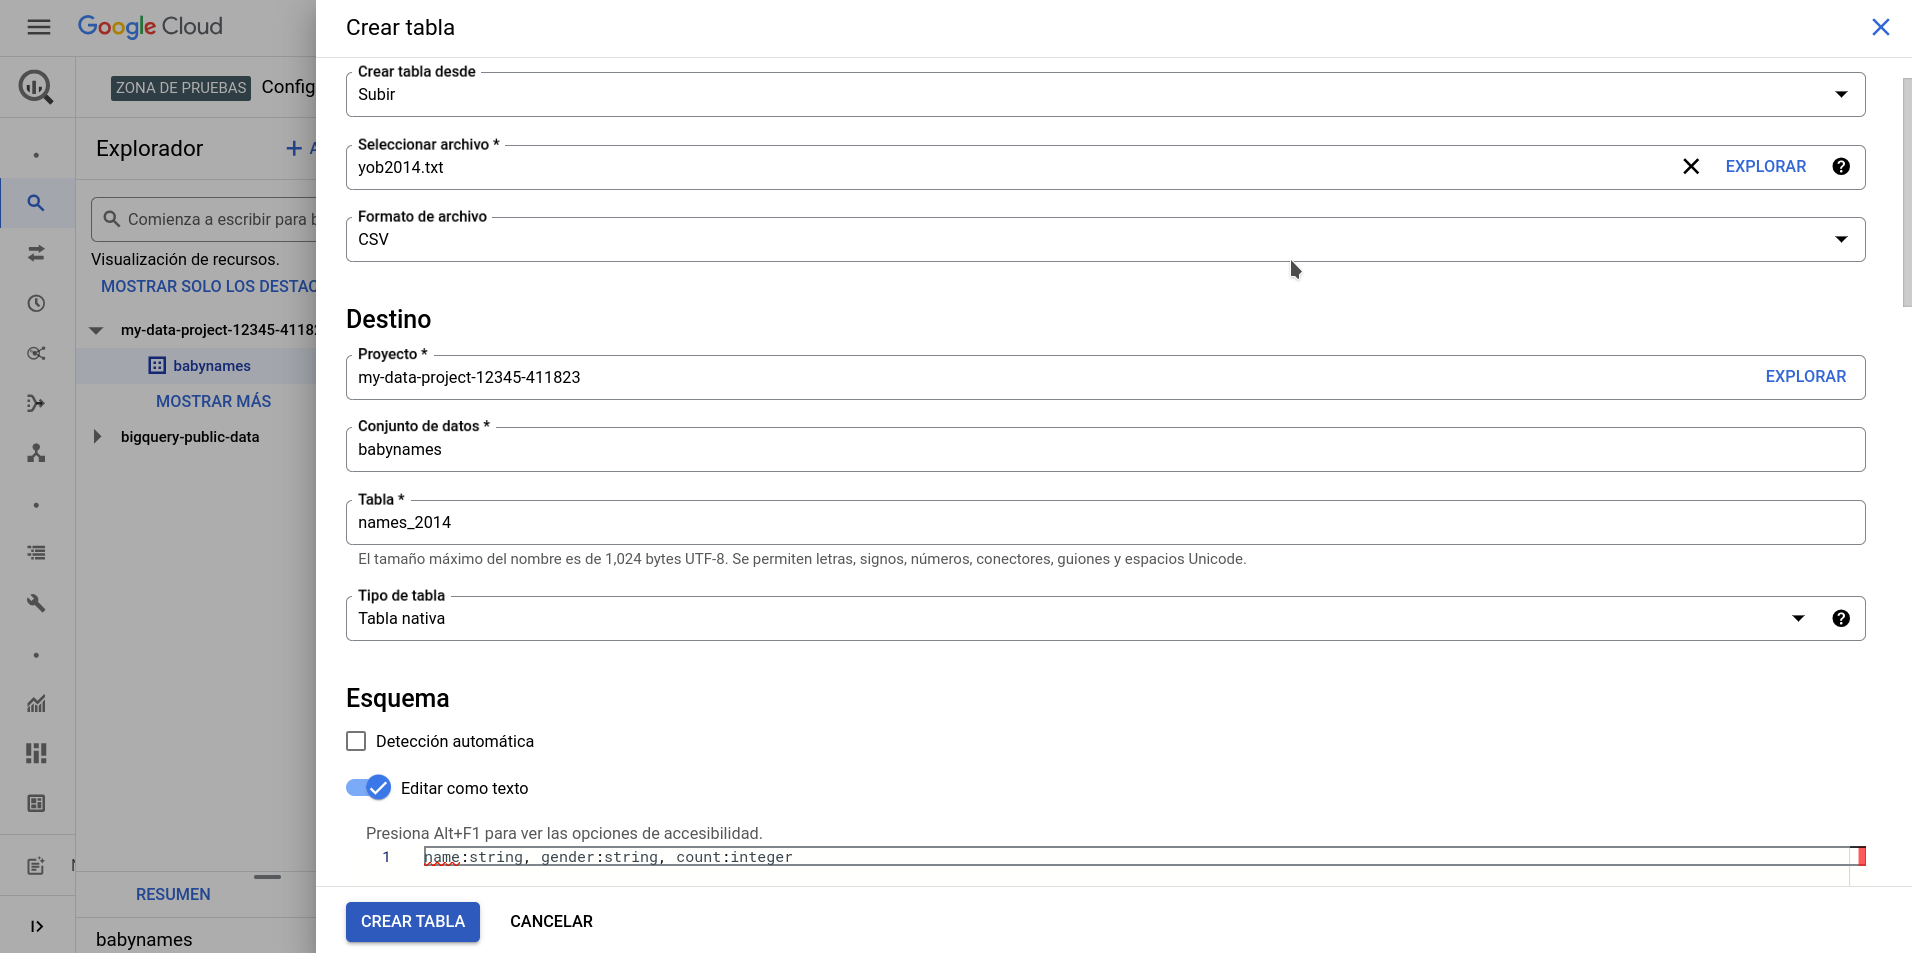 Google Cloud
ZONA DE PRUEBAS Config
Explorador
Comienza a escribir para b
Visualización de recursos.
MOSTRAR SOLO LOS DESTAC
my-data-project-12345-41182
babynames
MOSTRAR MÁS
bigquery-public-data
RESUMEN
babynames
Crear tabla
Crear tabla desde
Subir
Seleccionar archivo *
yob2014.txt
EXPLORAR
Formato de archivo
CSV
Destino
Proyecto *
my-data-project-12345-411823
EXPLORAR
Conjunto de datos *
babynames
Tabla *
names_2014
El tamaño máximo del nombre es de 1,024 bytes UTF-8. Se permiten letras, signos, números, conectores, guiones y espacios Unicode.
Tipo de tabla
Tabla nativa
Esquema
Detección automática
Editar como texto
Presiona Alt+F1 para ver las opciones de accesibilidad.
1 name:string, gender:string, count:integer
CREAR TABLA CANCELAR